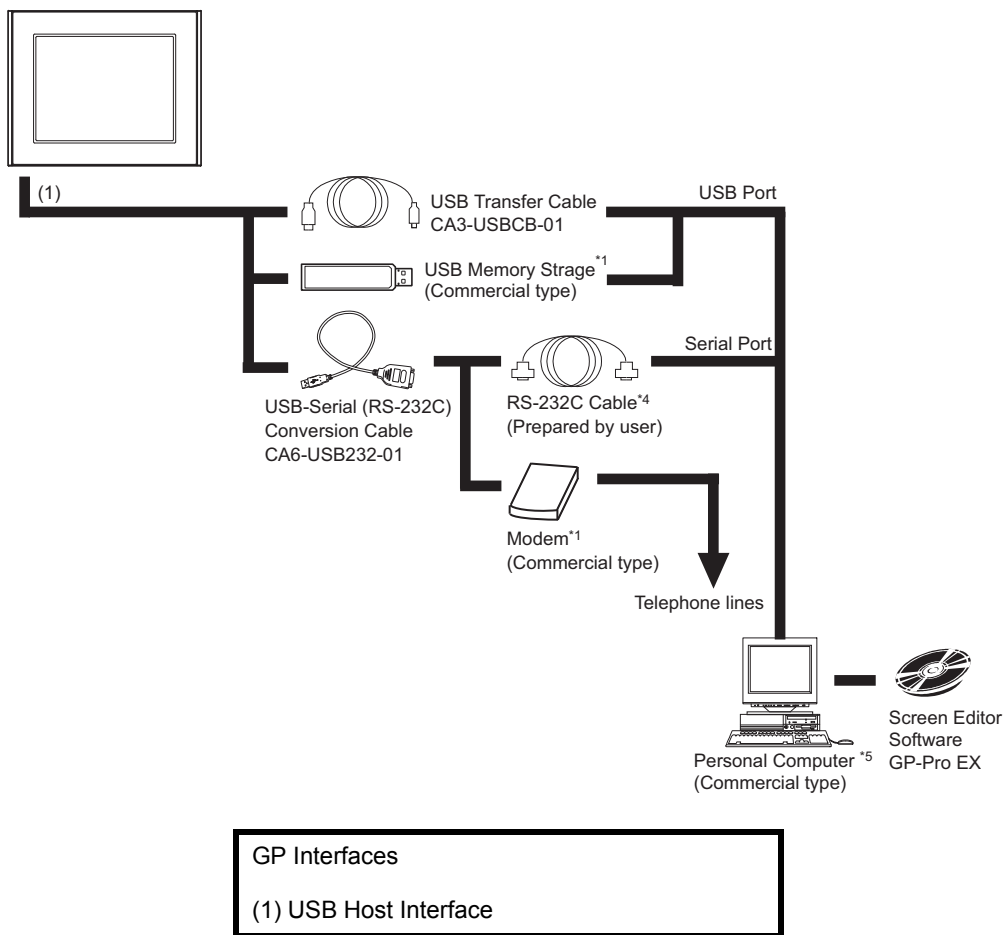 (1)
USB Transfer Cable
CA3-USBCB-01
USB Port
USB Memory Strage*1
(Commercial type)
Serial Port
USB-Serial (RS-232C)
Conversion Cable
CA6-USB232-01
RS-232C Cable*4
(Prepared by user)
Modem*1
(Commercial type)
Telephone lines
Personal Computer *5
(Commercial type)
Screen Editor
Software
GP-Pro EX
GP Interfaces
(1) USB Host Interface